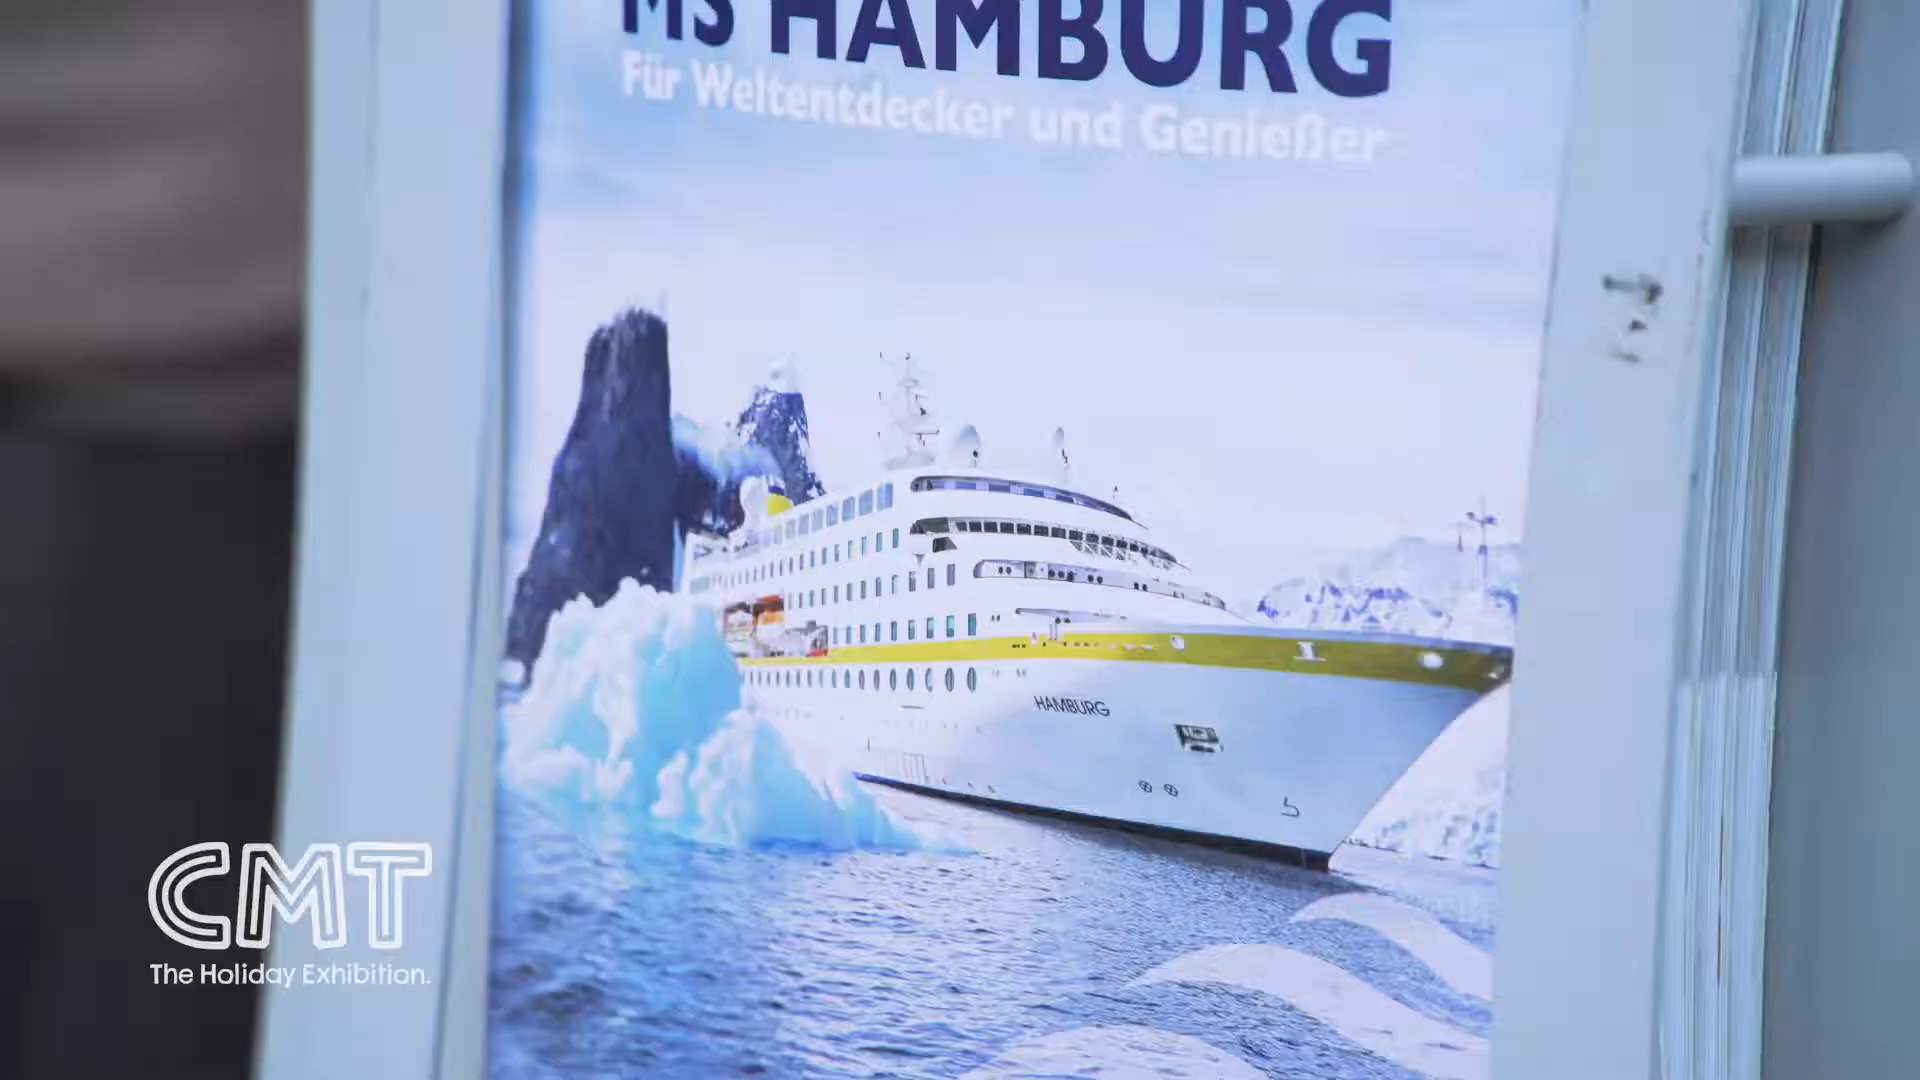 MS HAMBURG
Für Weltentdecker und Genießer
HAMBURG
CMT
The Holiday Exhibition.